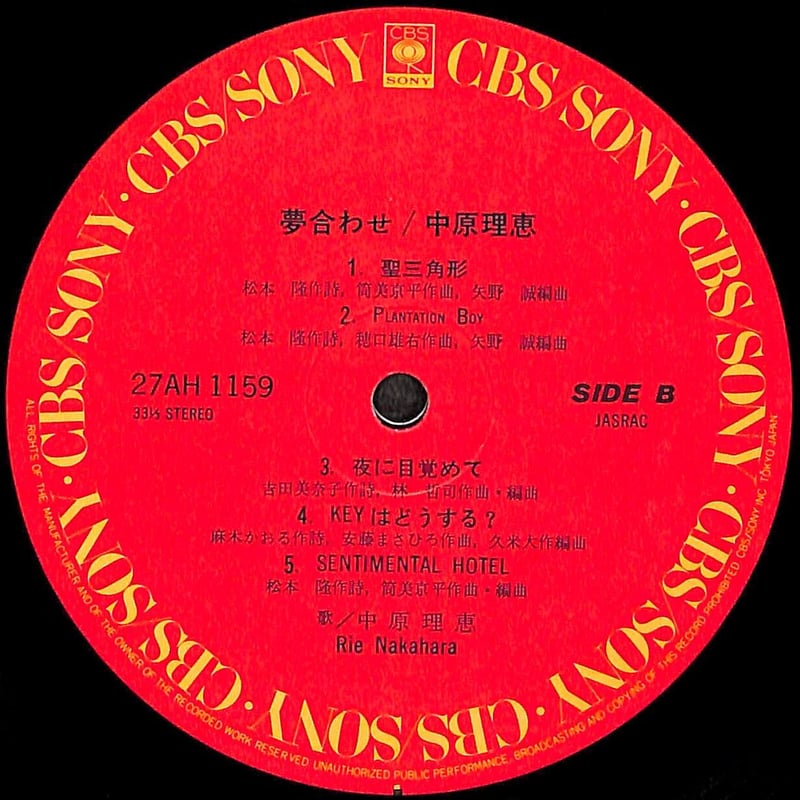 CBS
SONY
CBS/SONY · CBS/SONY · CBS/SONY · CBS/SONY · CBS/SONY · CBS/SONY · CBS/SONY · CBS/SONY
夢合わせ / 中原理恵
1. 聖三角形
松本 隆作詩, 筒美京平作曲, 矢野 誠編曲
2. PLANTATION BOY
松本 隆作詩, 穂口雄右作曲, 矢野 誠編曲
27AH 1159
33⅓ STEREO
SIDE B
JASRAC
3. 夜に目覚めて
吉田美奈子作詩, 林 哲司作曲・編曲
4. KEYはどうする?
麻木かおる作詩, 安藤まさひろ作曲, 久米大作編曲
5. SENTIMENTAL HOTEL
松本 隆作詩, 筒美京平作曲・編曲
歌/中原理恵
Rie Nakahara
ALL RIGHTS OF THE MANUFACTURER AND OF THE OWNER OF THE RECORDED WORK RESERVED UNAUTHORIZED PUBLIC PERFORMANCE, BROADCASTING AND COPYING OF THIS RECORD PROHIBITED CBS/SONY INC. TOKYO JAPAN